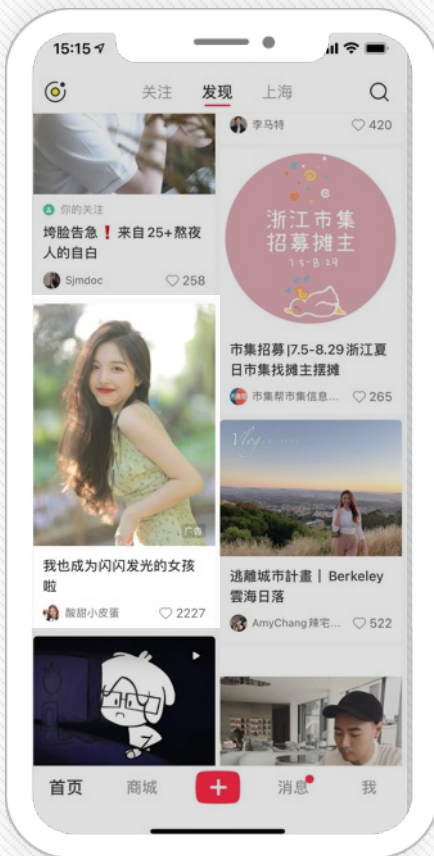 15:15
关注 发现 上海
李马特 420
你的关注
垮脸告急❗来自25+熬夜
人的自白
Sjmdoc 258
浙江市集
招募摊主
7.5-8.29
市集招募|7.5-8.29浙江夏
日市集找摊主摆摊
市集帮市集信息... 265
广告
我也成为闪闪发光的女孩
啦
酸甜小皮蛋 2227
Vlog
逃離城市計畫｜Berkeley
雲海日落
AmyChang辣宅... 522
首页 商城 消息 我